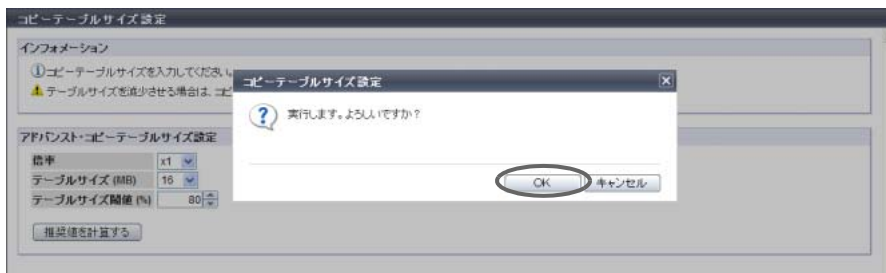 コピーテーブルサイズ設定
インフォメーション
コピーテーブルサイズを入力してください。
テーブルサイズを減少させる場合は、コピ
コピーテーブルサイズ設定
実行します。よろしいですか？
OK キャンセル
アドバンスト・コピーテーブルサイズ設定
倍率 x1
テーブルサイズ (MB) 16
テーブルサイズ閾値 (%) 80
推奨値を計算する